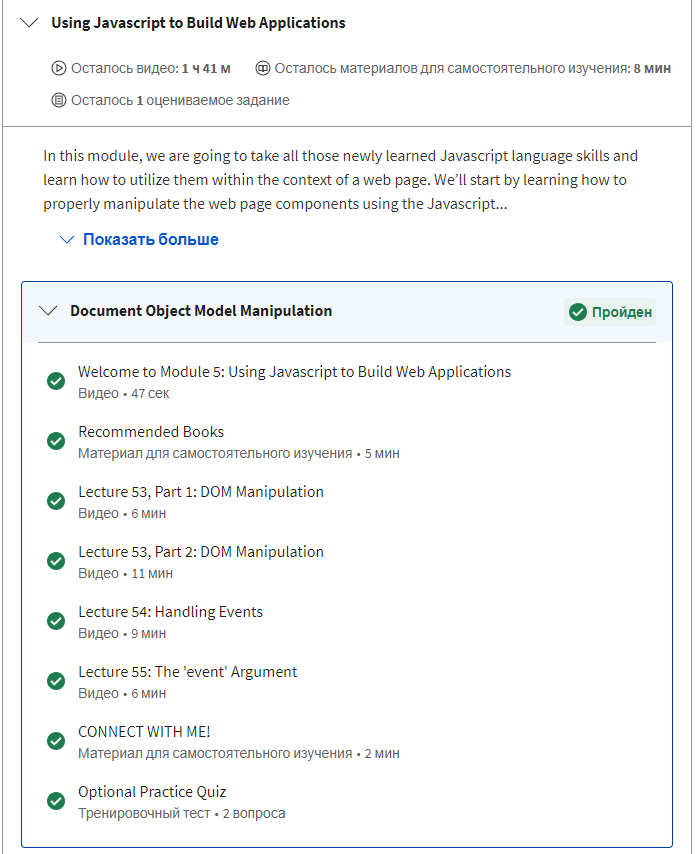 Using Javascript to Build Web Applications
Осталось видео: 1 ч 41 м Осталось материалов для самостоятельного изучения: 8 мин
Осталось 1 оцениваемое задание
In this module, we are going to take all those newly learned Javascript language skills and
learn how to utilize them within the context of a web page. We’ll start by learning how to
properly manipulate the web page components using the Javascript...
Показать больше
Document Object Model Manipulation Пройден
Welcome to Module 5: Using Javascript to Build Web Applications
Видео • 47 сек
Recommended Books
Материал для самостоятельного изучения • 5 мин
Lecture 53, Part 1: DOM Manipulation
Видео • 6 мин
Lecture 53, Part 2: DOM Manipulation
Видео • 11 мин
Lecture 54: Handling Events
Видео • 9 мин
Lecture 55: The 'event' Argument
Видео • 6 мин
CONNECT WITH ME!
Материал для самостоятельного изучения • 2 мин
Optional Practice Quiz
Тренировочный тест • 2 вопроса